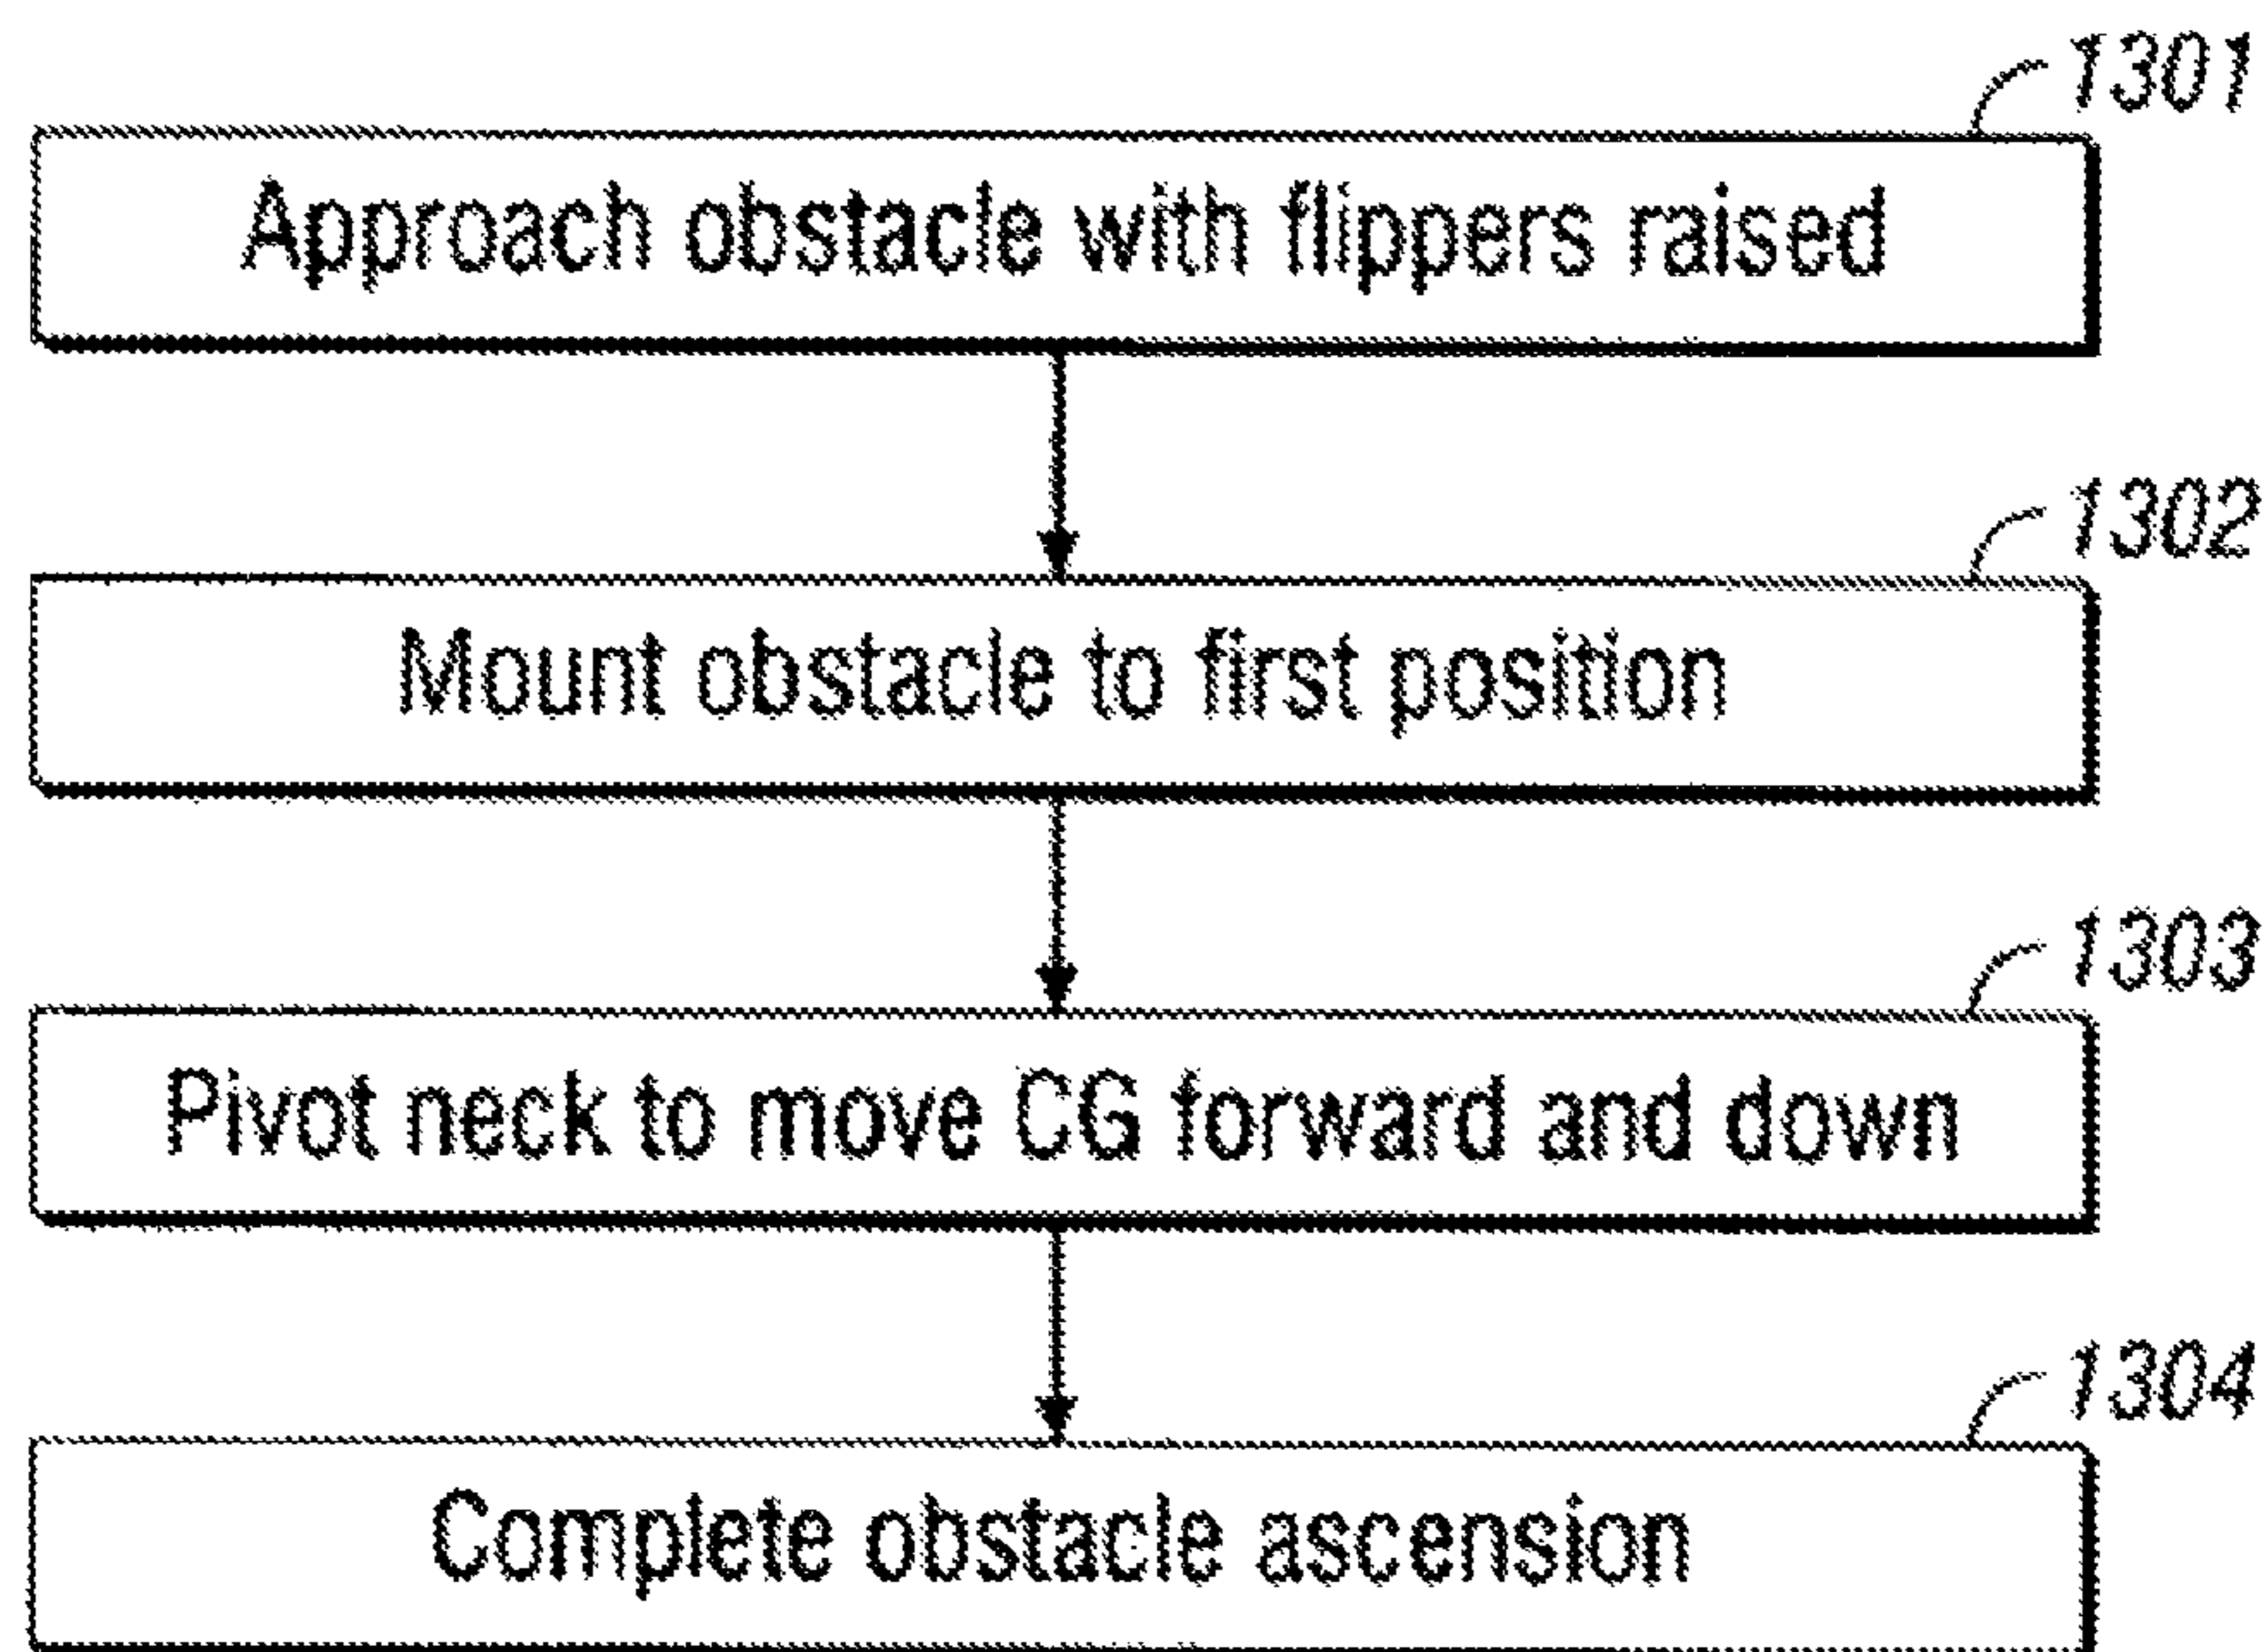 1301
Approach obstacle with flippers raised
1302
Mount obstacle to first position
1303
Pivot neck to move CG forward and down
1304
Complete obstacle ascension